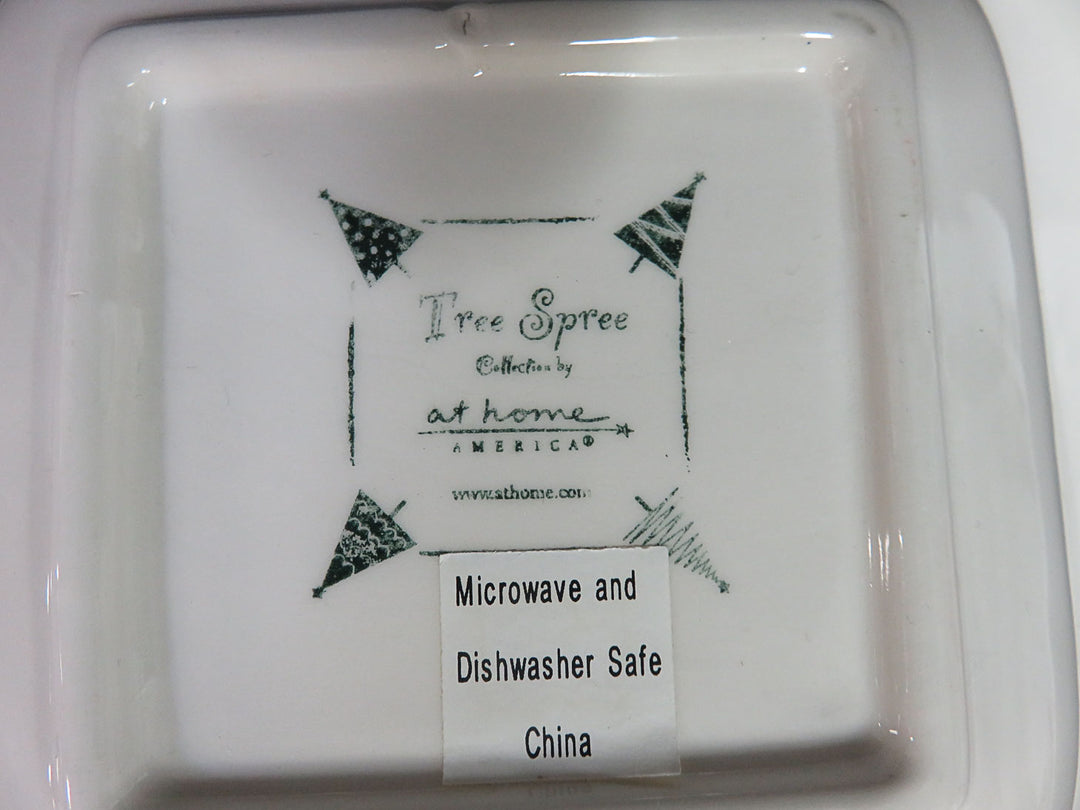 Tree Spree
Collection by
at home
AMERICA®
www.athome.com
Microwave and
Dishwasher Safe
China